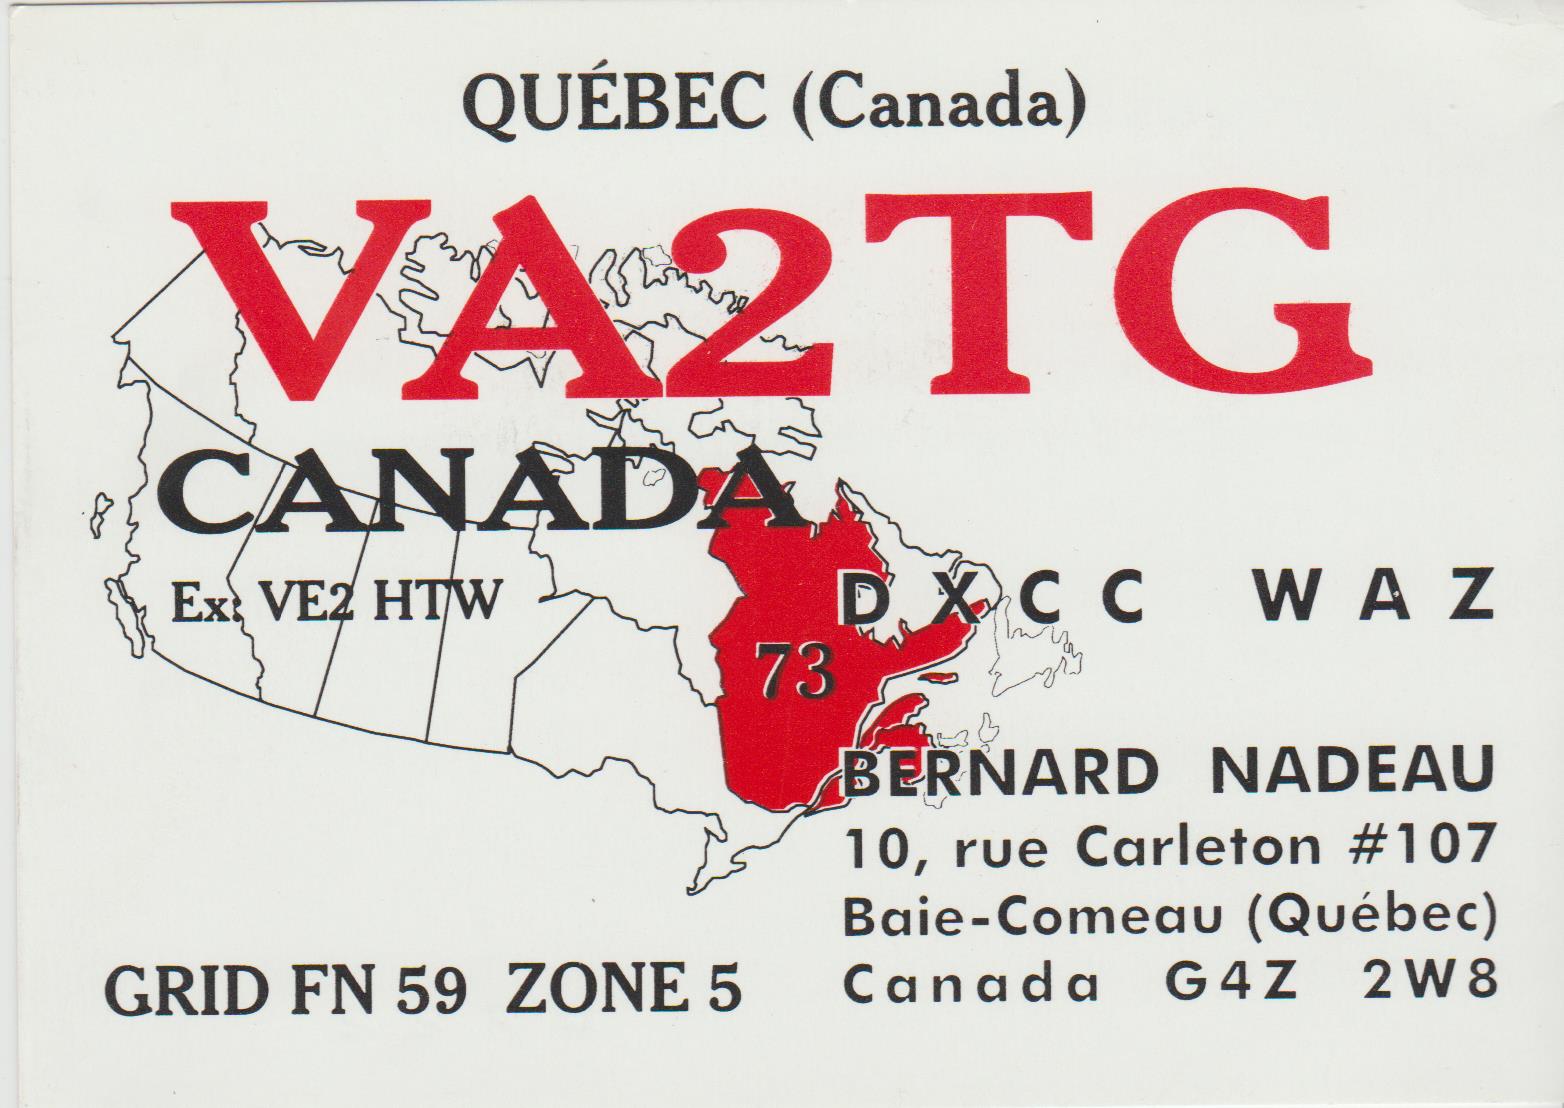 QUÉBEC (Canada)
VA2TG
CANADA
Ex: VE2 HTW
DXCC WAZ
73
BERNARD NADEAU
10, rue Carleton #107
Baie-Comeau (Québec)
Canada G4Z 2W8
GRID FN 59 ZONE 5